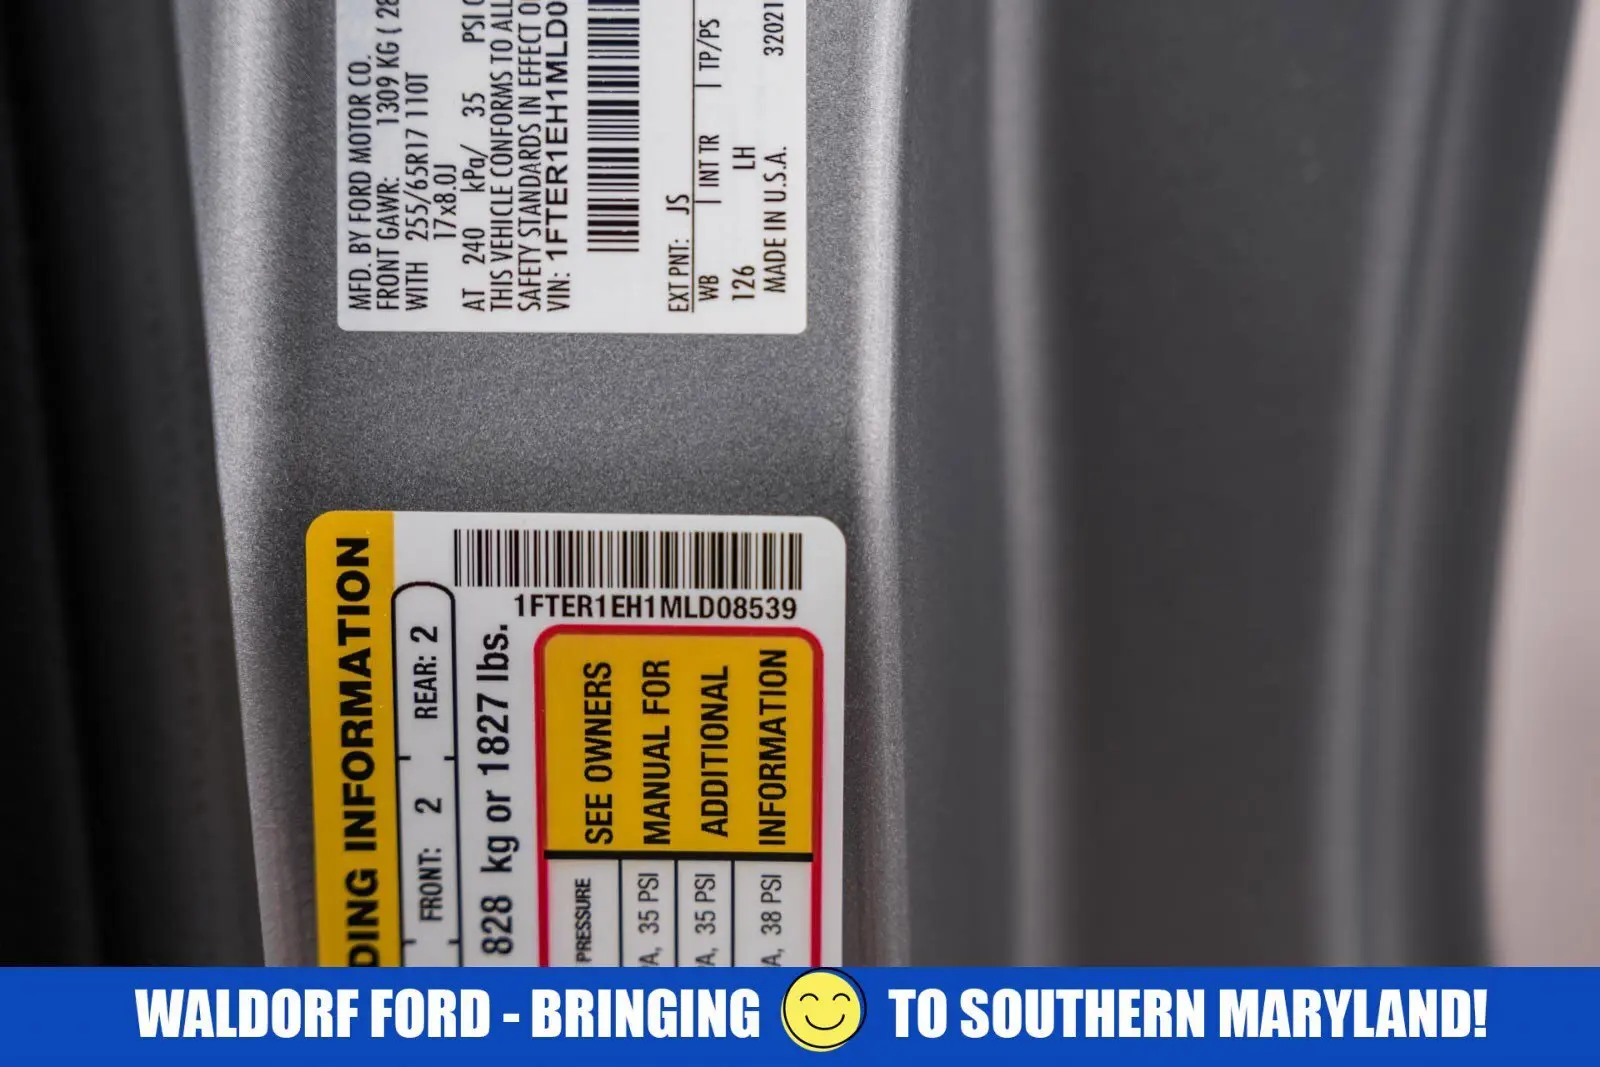 MFD. BY FORD MOTOR CO.
FRONT GAWR: 1309 KG ( 28
WITH 255/65R17 110T
17x8.0J
AT 240 kPa/ 35 PSI
THIS VEHICLE CONFORMS TO ALL
SAFETY STANDARDS IN EFFECT
VIN: 1FTER1EH1MLD0
EXT PNT: JS
WB INT TR TP/PS
126 LH
MADE IN U.S.A. 32021
DING INFORMATION
1FTER1EH1MLD08539
FRONT: 2 REAR: 2
828 kg or 1827 lbs.
PRESSURE
A, 35 PSI
A, 35 PSI
A, 38 PSI
SEE OWNERS
MANUAL FOR
ADDITIONAL
INFORMATION
WALDORF FORD - BRINGING TO SOUTHERN MARYLAND!